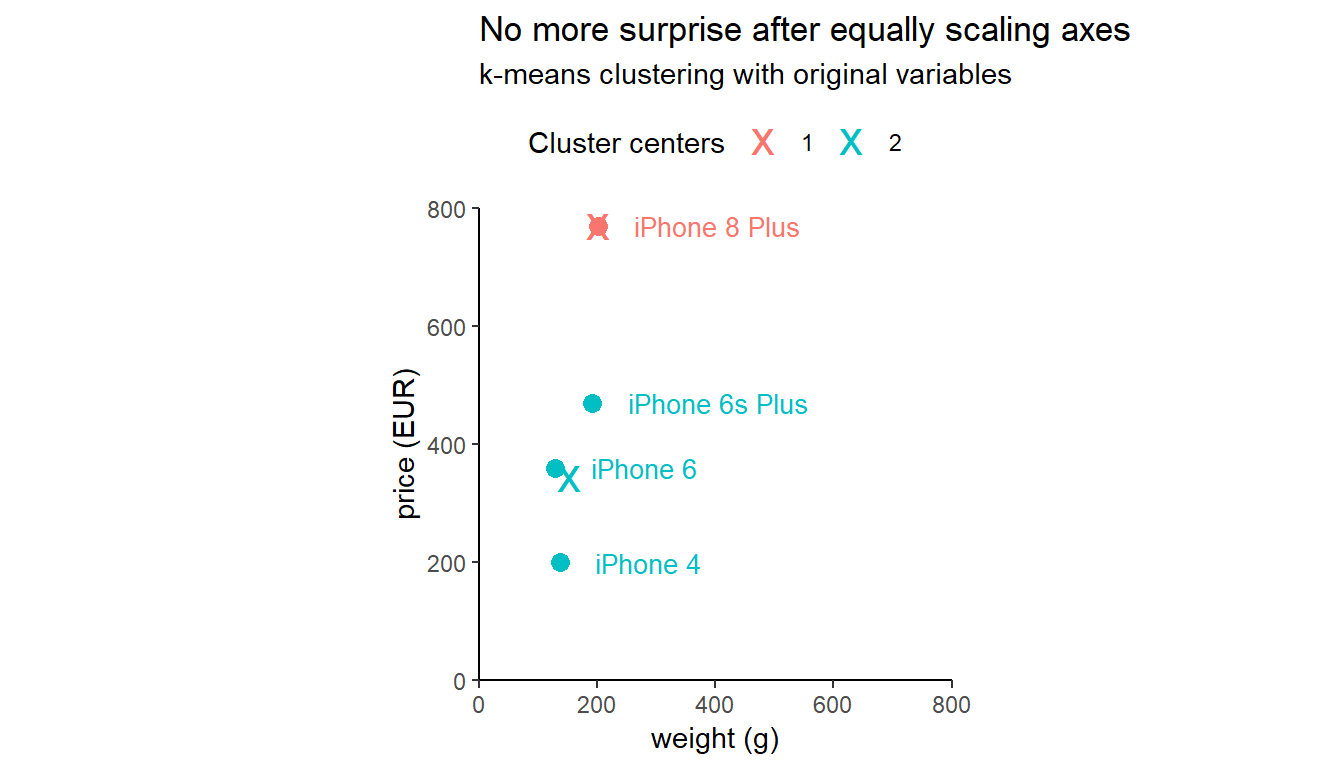 No more surprise after equally scaling axes
k-means clustering with original variables
Cluster centers X 1 X 2
800
X iPhone 8 Plus
600
iPhone 6s Plus
400
iPhone 6
X
200
iPhone 4
0
price (EUR)
0 200 400 600 800
weight (g)